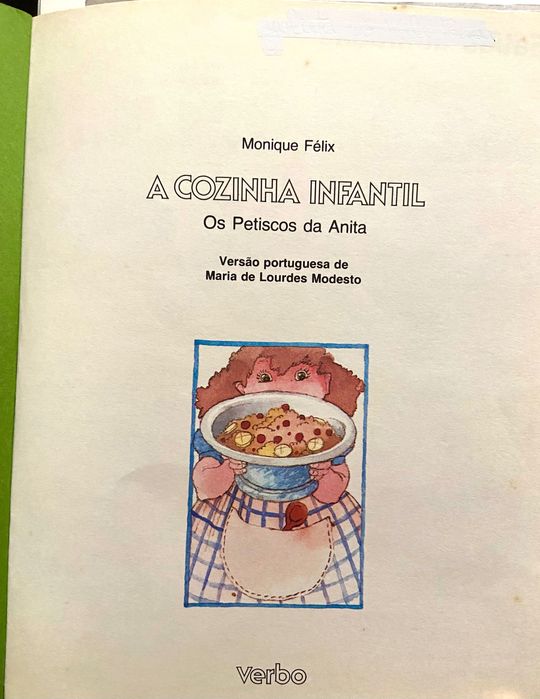 Monique Félix
A COZINHA INFANTIL
Os Petiscos da Anita
Versão portuguesa de
Maria de Lourdes Modesto
verbo